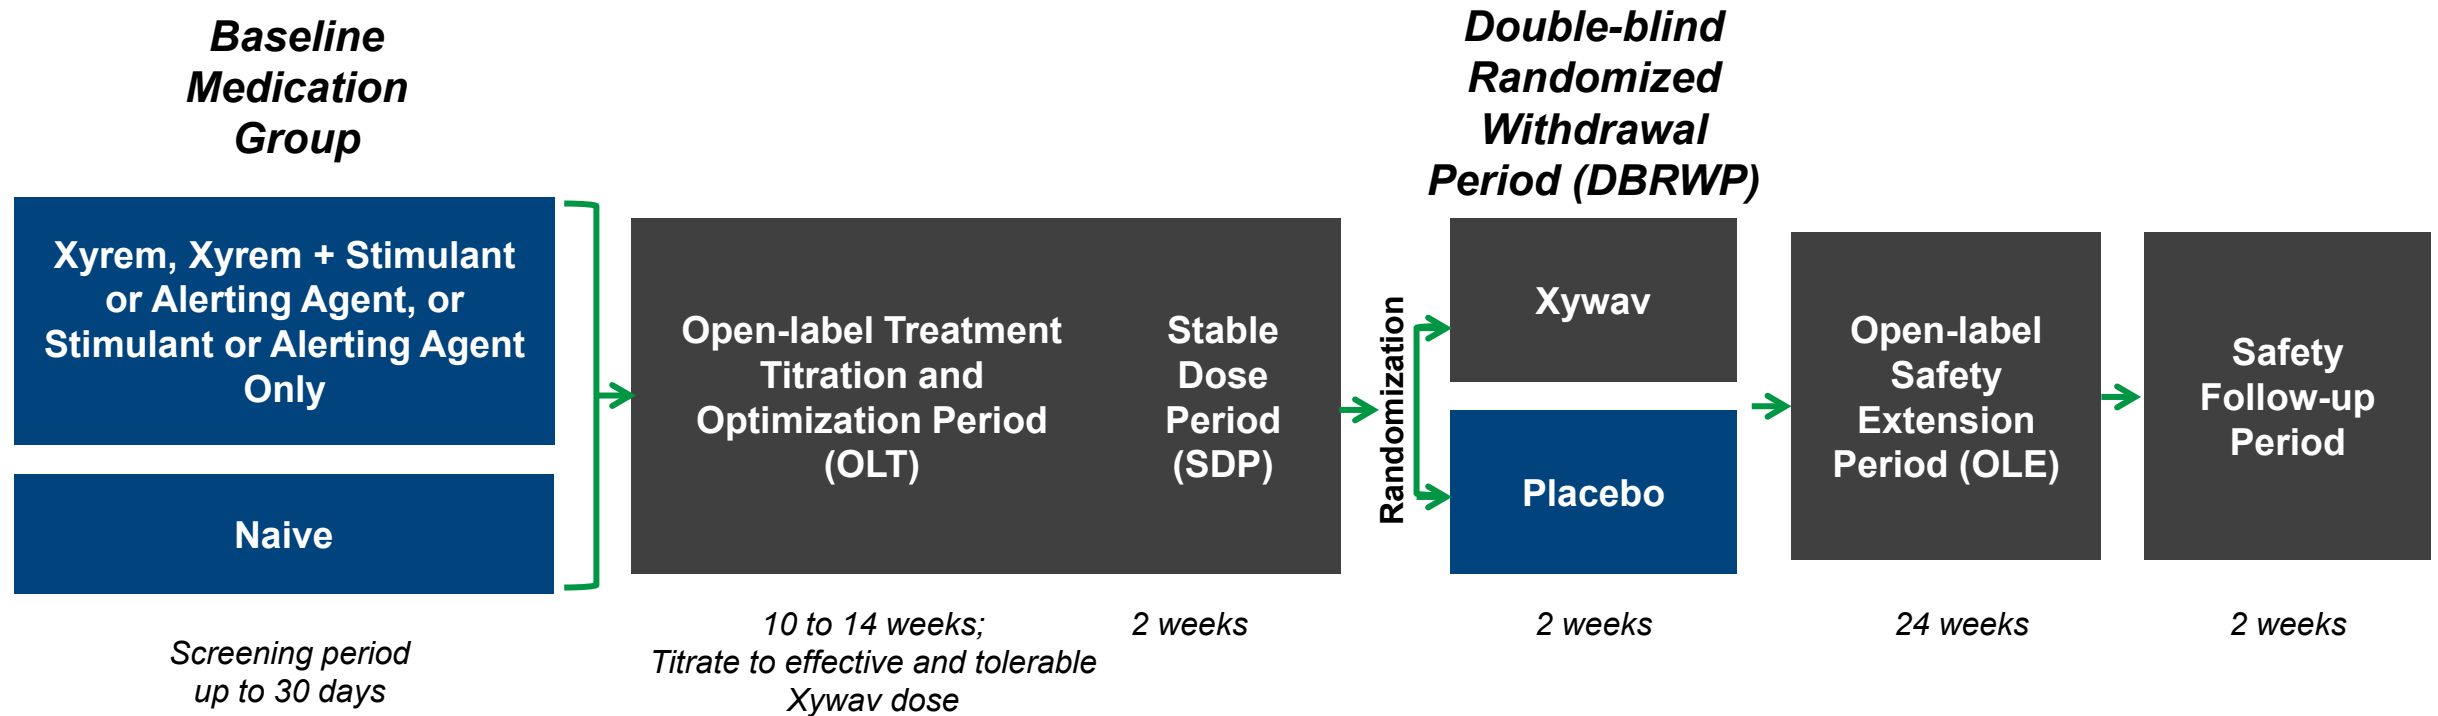 Baseline
Medication
Group
Xyrem, Xyrem + Stimulant
or Alerting Agent, or
Stimulant or Alerting Agent
Only
Naive
Screening period
up to 30 days
Open-label Treatment
Titration and
Optimization Period
(OLT)
10 to 14 weeks;
Titrate to effective and tolerable
Xywav dose
Stable
Dose
Period
(SDP)
2 weeks
Randomization
Double-blind
Randomized
Withdrawal
Period (DBRWP)
Xywav
Placebo
2 weeks
Open-label
Safety
Extension
Period (OLE)
24 weeks
Safety
Follow-up
Period
2 weeks